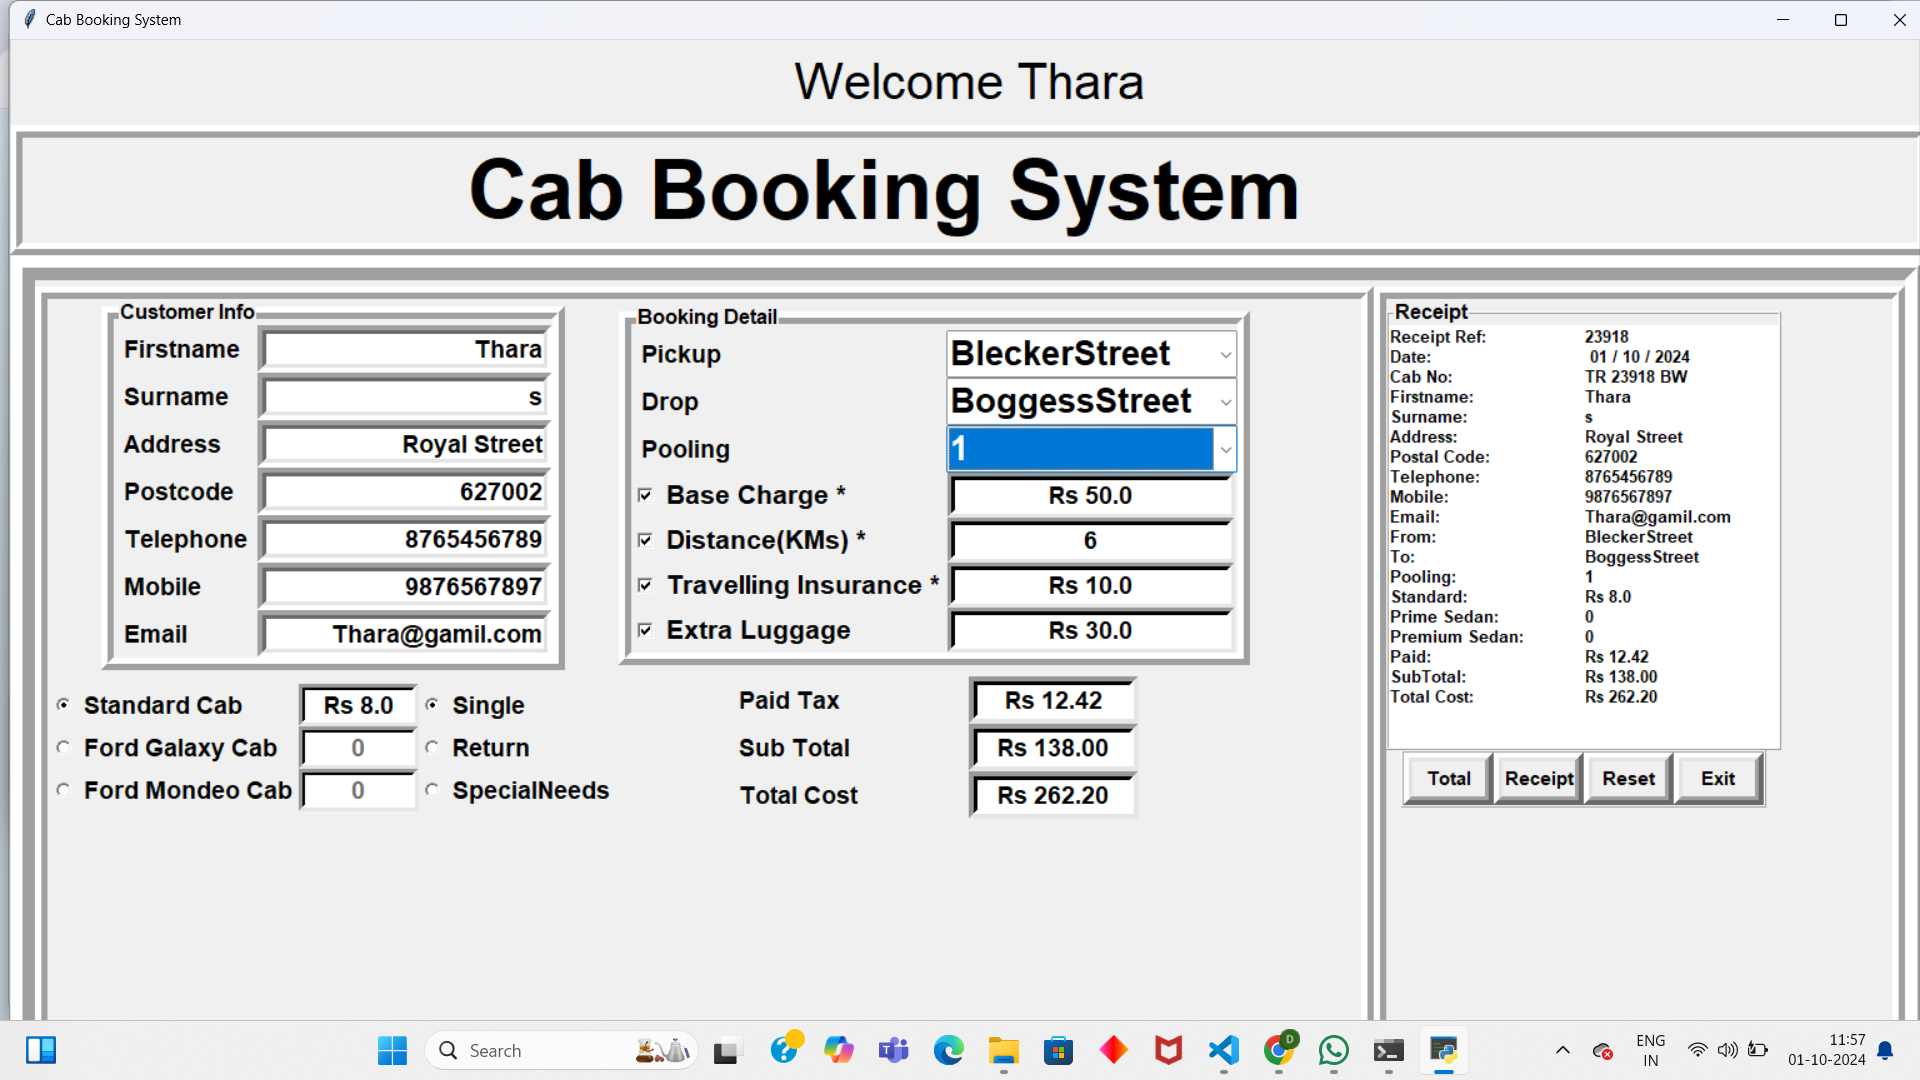 Cab Booking System
Welcome Thara
Cab Booking System
Customer Info
Firstname Thara
Surname s
Address Royal Street
Postcode 627002
Telephone 8765456789
Mobile 9876567897
Email Thara@gamil.com
Booking Detail
Pickup BleckerStreet
Drop BoggessStreet
Pooling 1
Base Charge * Rs 50.0
Distance(KMs) * 6
Travelling Insurance * Rs 10.0
Extra Luggage Rs 30.0
Standard Cab Rs 8.0 Single
Ford Galaxy Cab 0 Return
Ford Mondeo Cab 0 SpecialNeeds
Paid Tax Rs 12.42
Sub Total Rs 138.00
Total Cost Rs 262.20
Receipt
Receipt Ref: 23918
Date: 01 / 10 / 2024
Cab No: TR 23918 BW
Firstname: Thara
Surname: s
Address: Royal Street
Postal Code: 627002
Telephone: 8765456789
Mobile: 9876567897
Email: Thara@gamil.com
From: BleckerStreet
To: BoggessStreet
Pooling: 1
Standard: Rs 8.0
Prime Sedan: 0
Premium Sedan: 0
Paid: Rs 12.42
SubTotal: Rs 138.00
Total Cost: Rs 262.20
Total Receipt Reset Exit
Search
D
ENG
IN
11:57
01-10-2024